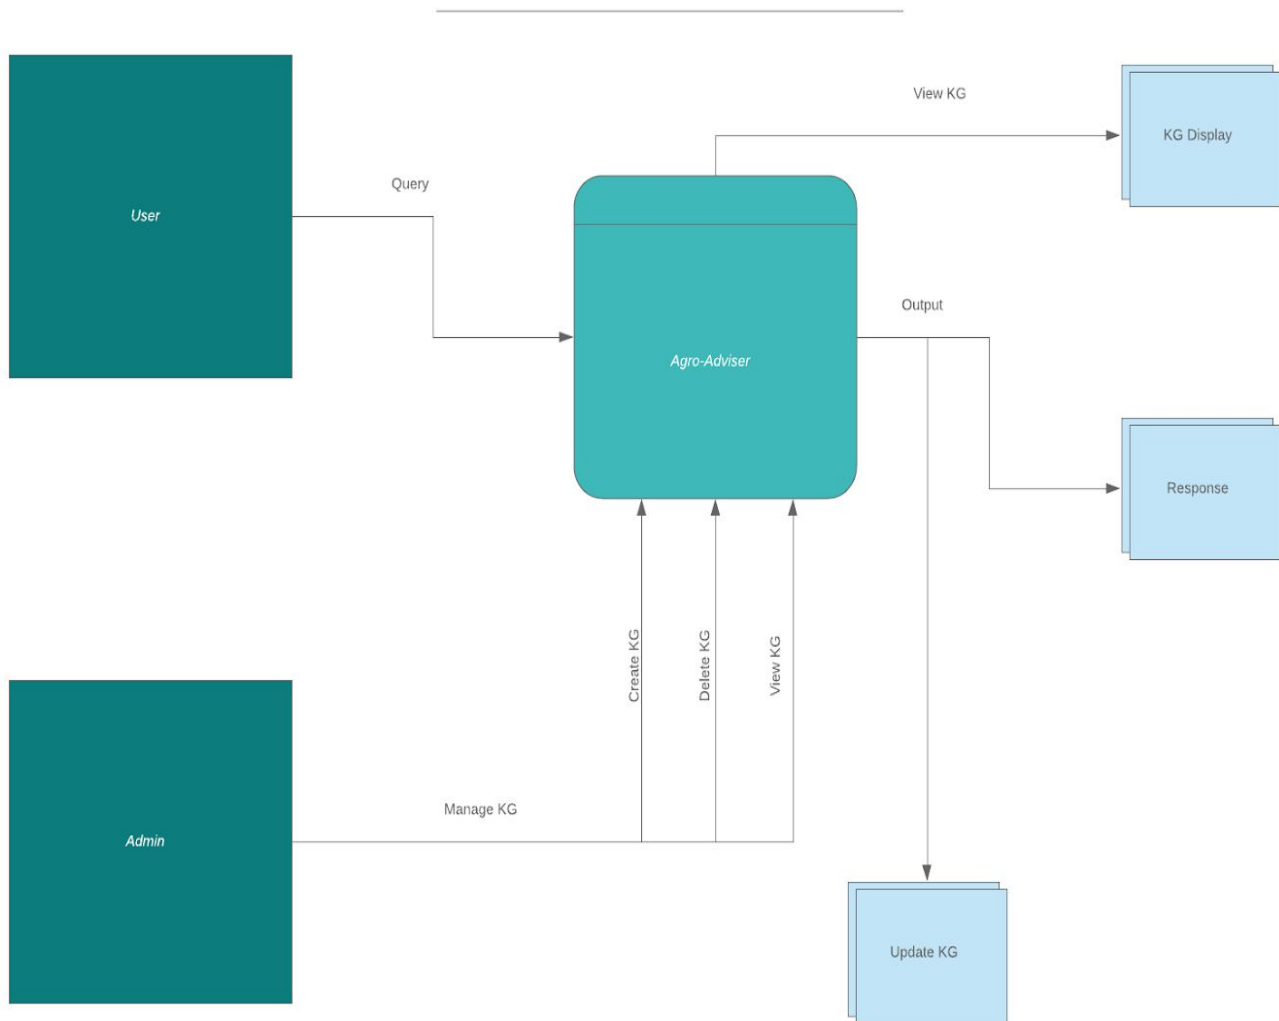 View KG
KG Display
Query
User
Output
Agro-Adviser
Response
Create KG
Delete KG
View KG
Manage KG
Admin
Update KG